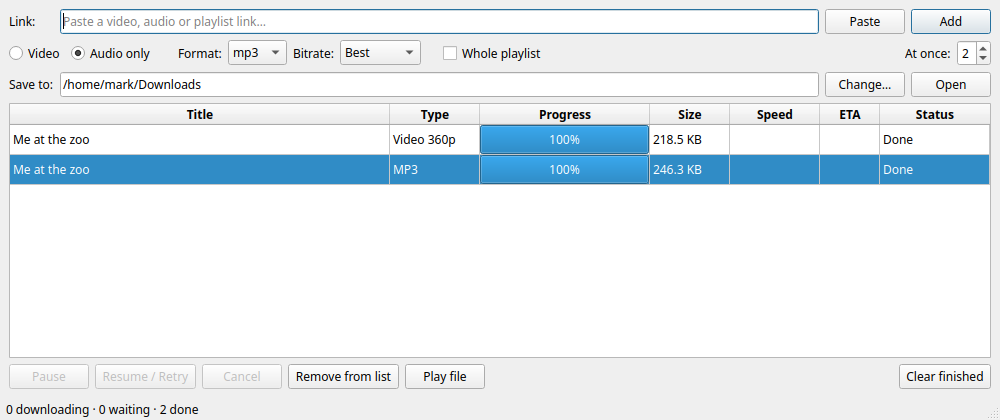 Link: Paste a video, audio or playlist link... Paste Add
Video Audio only Format: mp3 Bitrate: Best Whole playlist At once: 2
Save to: /home/mark/Downloads Change... Open
Title Type Progress Size Speed ETA Status
Me at the zoo Video 360p 100% 218.5 KB Done
Me at the zoo MP3 100% 246.3 KB Done
Pause Resume / Retry Cancel Remove from list Play file Clear finished
0 downloading · 0 waiting · 2 done